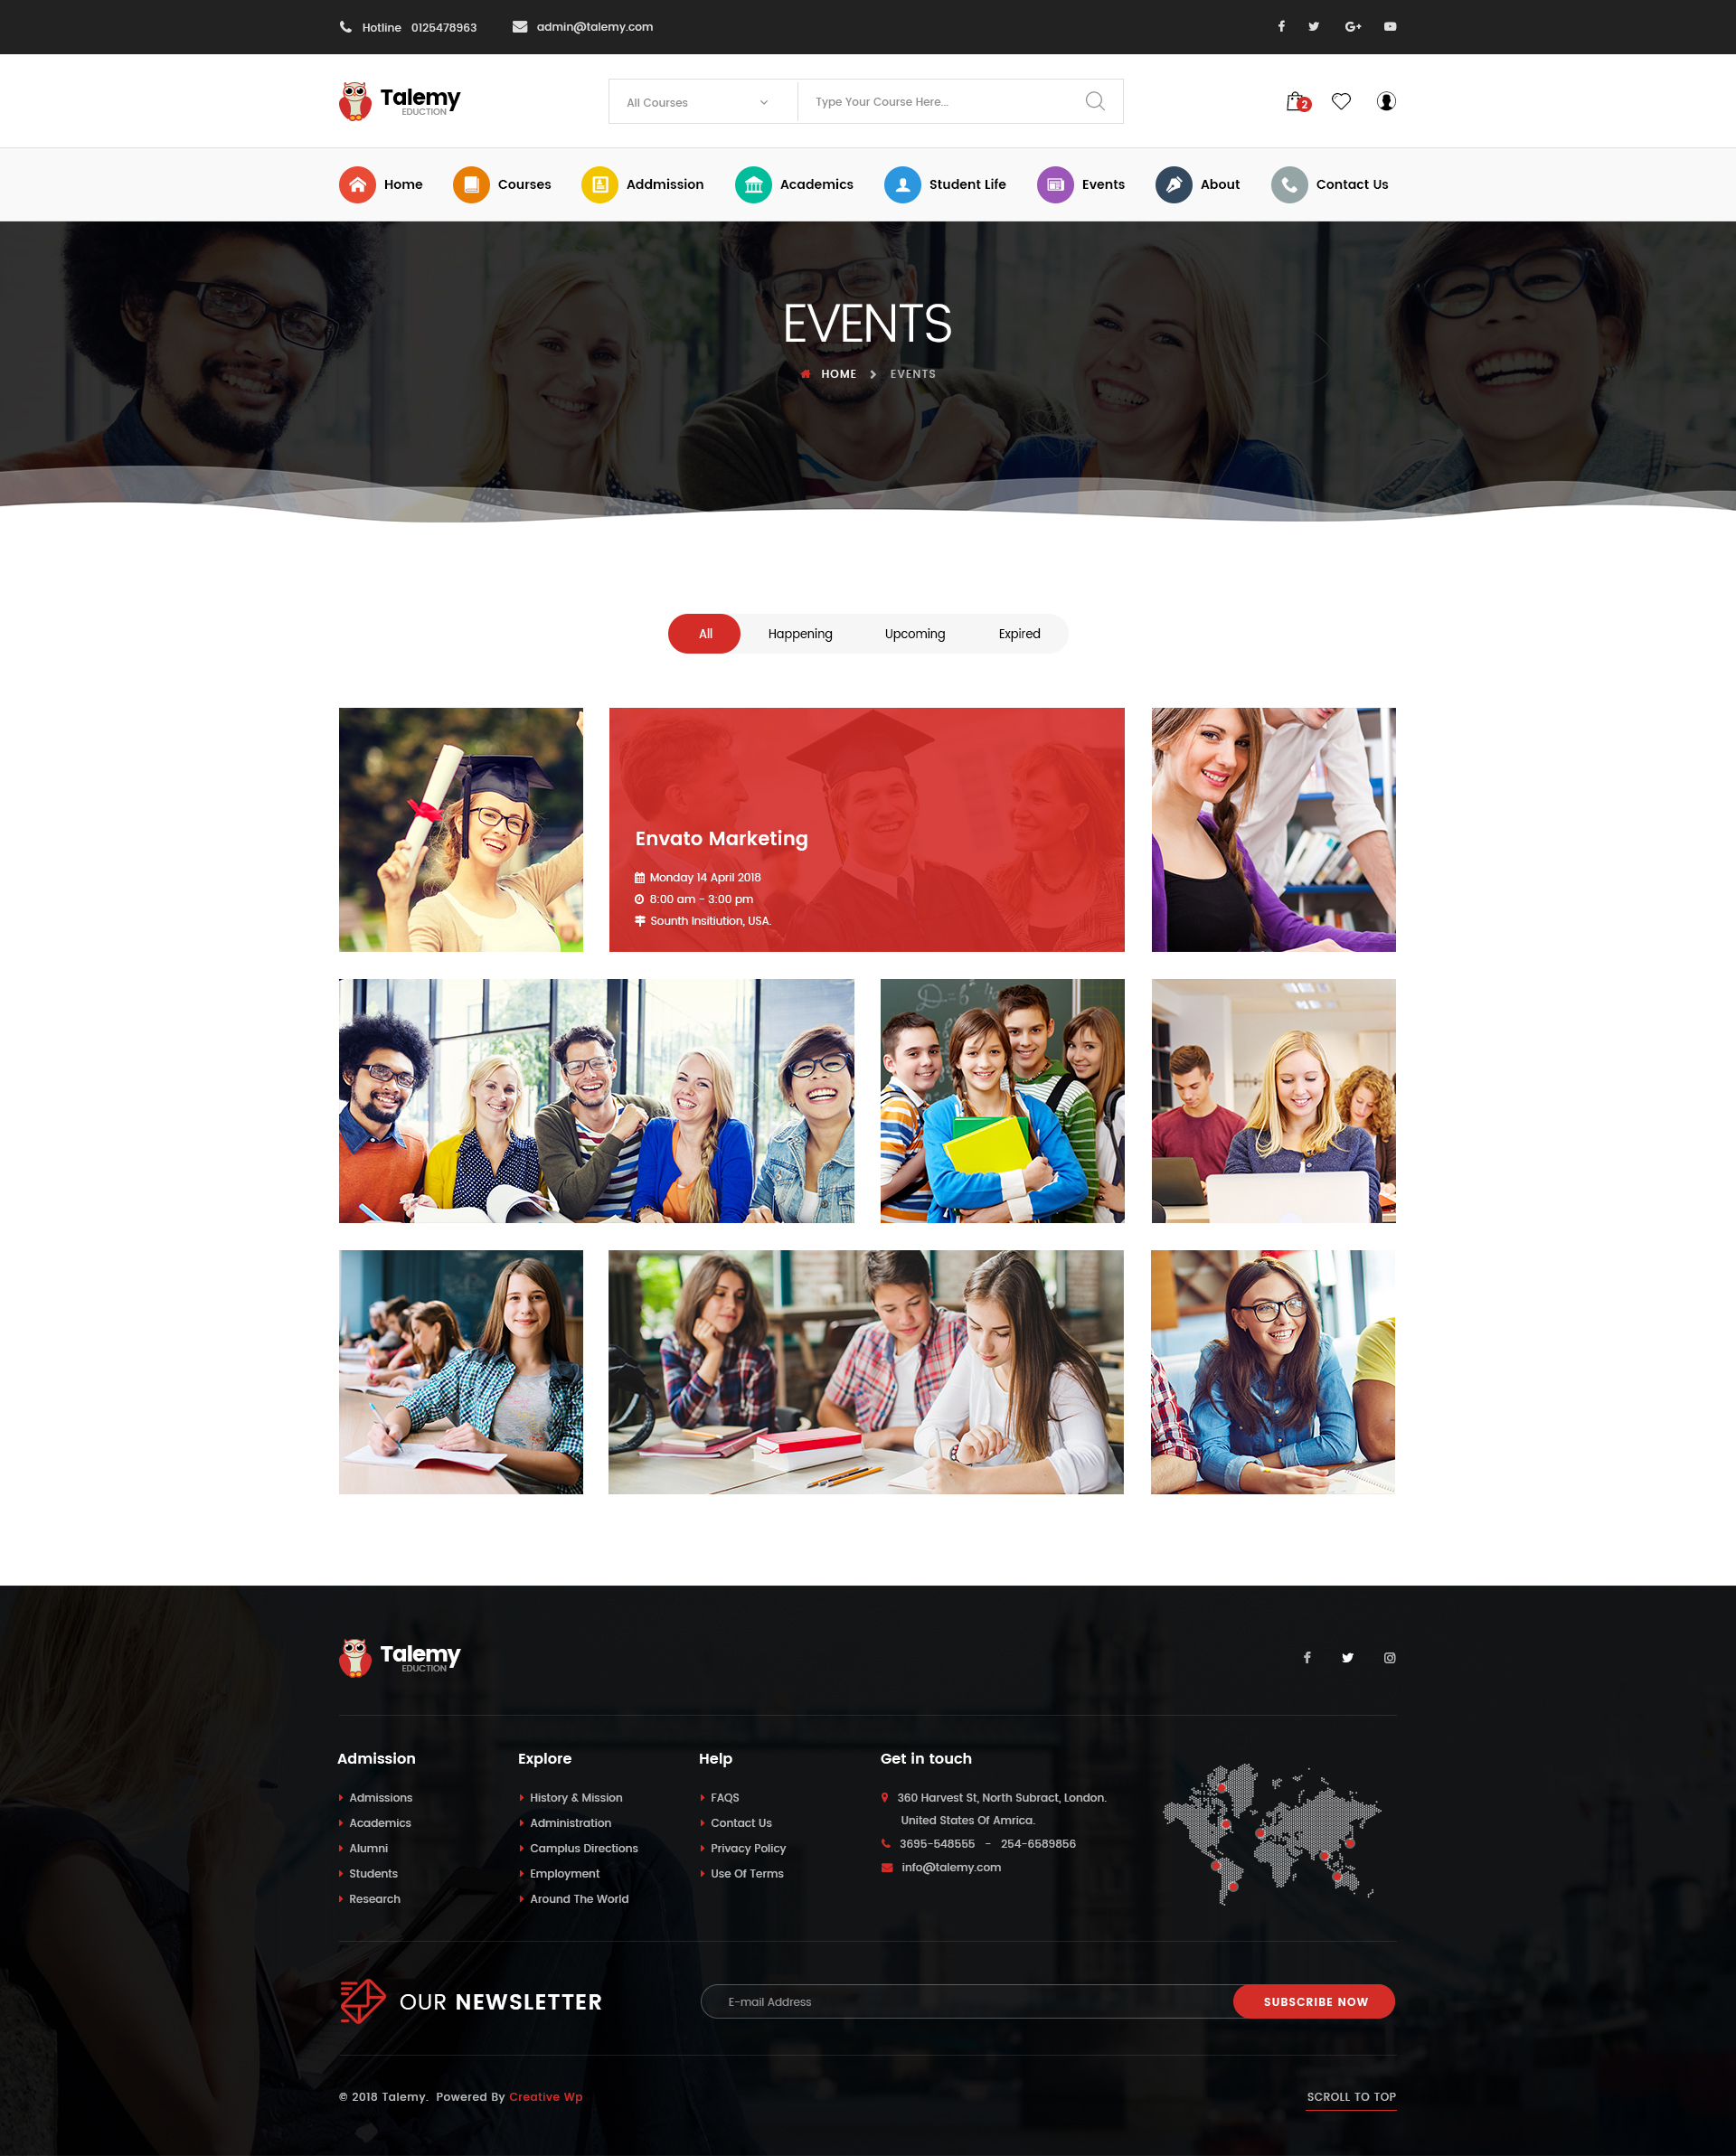 Hotline 0125478963 admin@talemy.com
Talemy
EDUCTION
All Courses
Type Your Course Here...
2
Home Courses Addmission Academics Student Life Events About Contact Us
EVENTS
HOME EVENTS
All Happening Upcoming Expired
Envato Marketing
Monday 14 April 2018
8:00 am - 3:00 pm
Sounth Insitiution, USA.
Talemy
EDUCTION
Admission
Admissions
Academics
Alumni
Students
Research
Explore
History & Mission
Administration
Camplus Directions
Employment
Around The World
Help
FAQS
Contact Us
Privacy Policy
Use Of Terms
Get in touch
360 Harvest St, North Subract, London.
United States Of Amrica.
3695-548555 - 254-6589856
info@talemy.com
OUR NEWSLETTER
E-mail Address
SUBSCRIBE NOW
© 2018 Talemy. Powered By Creative Wp
SCROLL TO TOP